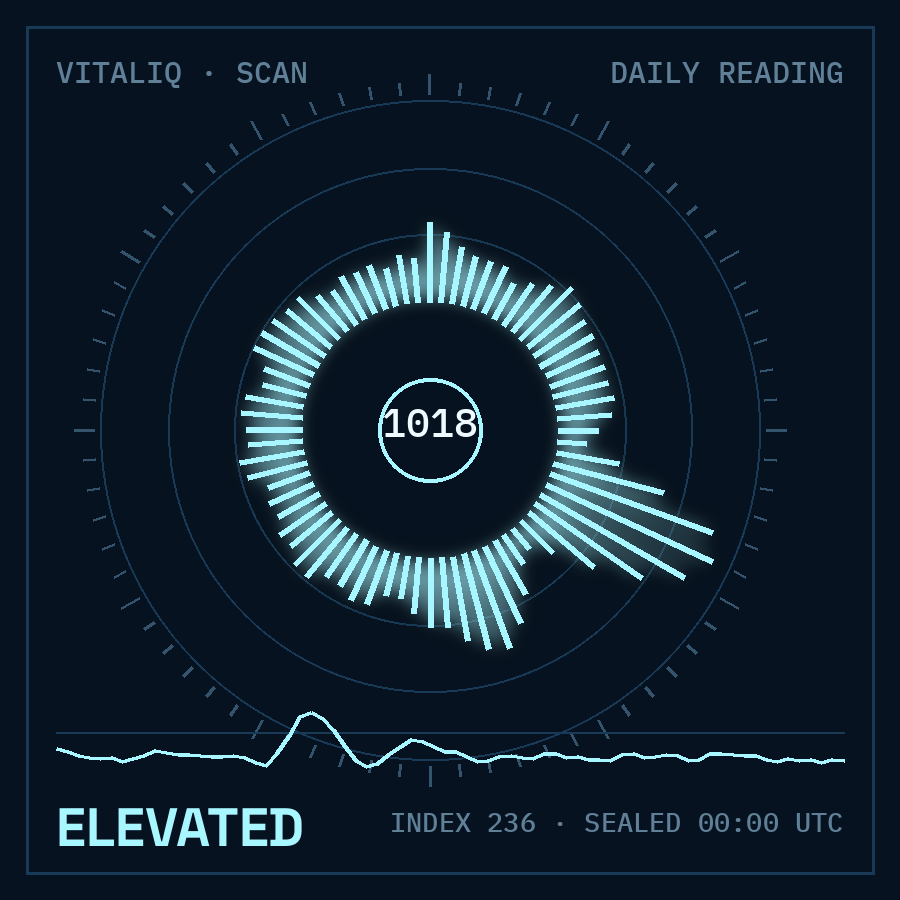 VITALIQ · SCAN
DAILY READING
1018
ELEVATED
INDEX 236 · SEALED 00:00 UTC